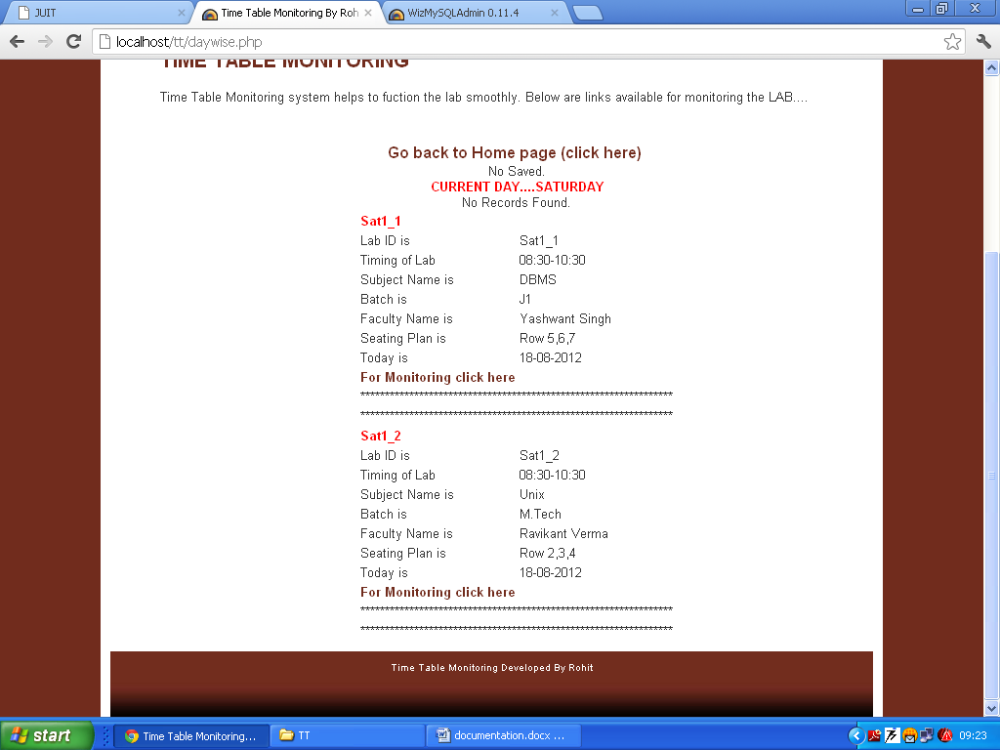 JUIT
Time Table Monitoring By Roh
WizMySQLAdmin 0.11.4
localhost/tt/daywise.php
TIME TABLE MONITORING
Time Table Monitoring system helps to fuction the lab smoothly. Below are links available for monitoring the LAB....
Go back to Home page (click here)
No Saved.
CURRENT DAY....SATURDAY
No Records Found.
Sat1_1
Lab ID is Sat1_1
Timing of Lab 08:30-10:30
Subject Name is DBMS
Batch is J1
Faculty Name is Yashwant Singh
Seating Plan is Row 5,6,7
Today is 18-08-2012
For Monitoring click here
****************************************************************
****************************************************************
Sat1_2
Lab ID is Sat1_2
Timing of Lab 08:30-10:30
Subject Name is Unix
Batch is M.Tech
Faculty Name is Ravikant Verma
Seating Plan is Row 2,3,4
Today is 18-08-2012
For Monitoring click here
****************************************************************
****************************************************************
Time Table Monitoring Developed By Rohit
start
Time Table Monitoring...
TT
documentation.docx ...
09:23